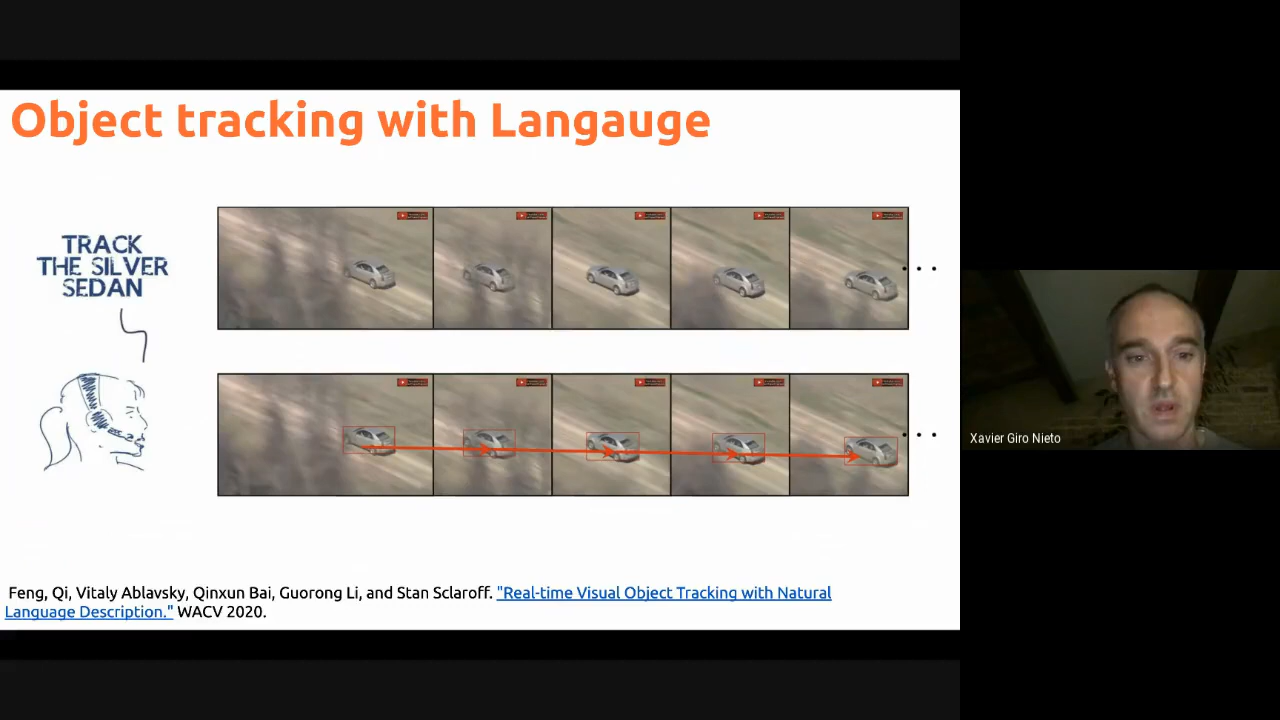 Object tracking with Langauge
TRACK
THE SILVER
SEDAN
Xavier Giro Nieto
Feng, Qi, Vitaly Ablavsky, Qinxun Bai, Guorong Li, and Stan Sclaroff. "Real-time Visual Object Tracking with Natural
Language Description." WACV 2020.